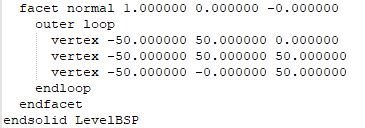 facet normal 1.000000 0.000000 -0.000000
outer loop
vertex -50.000000 50.000000 0.000000
vertex -50.000000 50.000000 50.000000
vertex -50.000000 -0.000000 50.000000
endloop
endfacet
endsolid LevelBSP